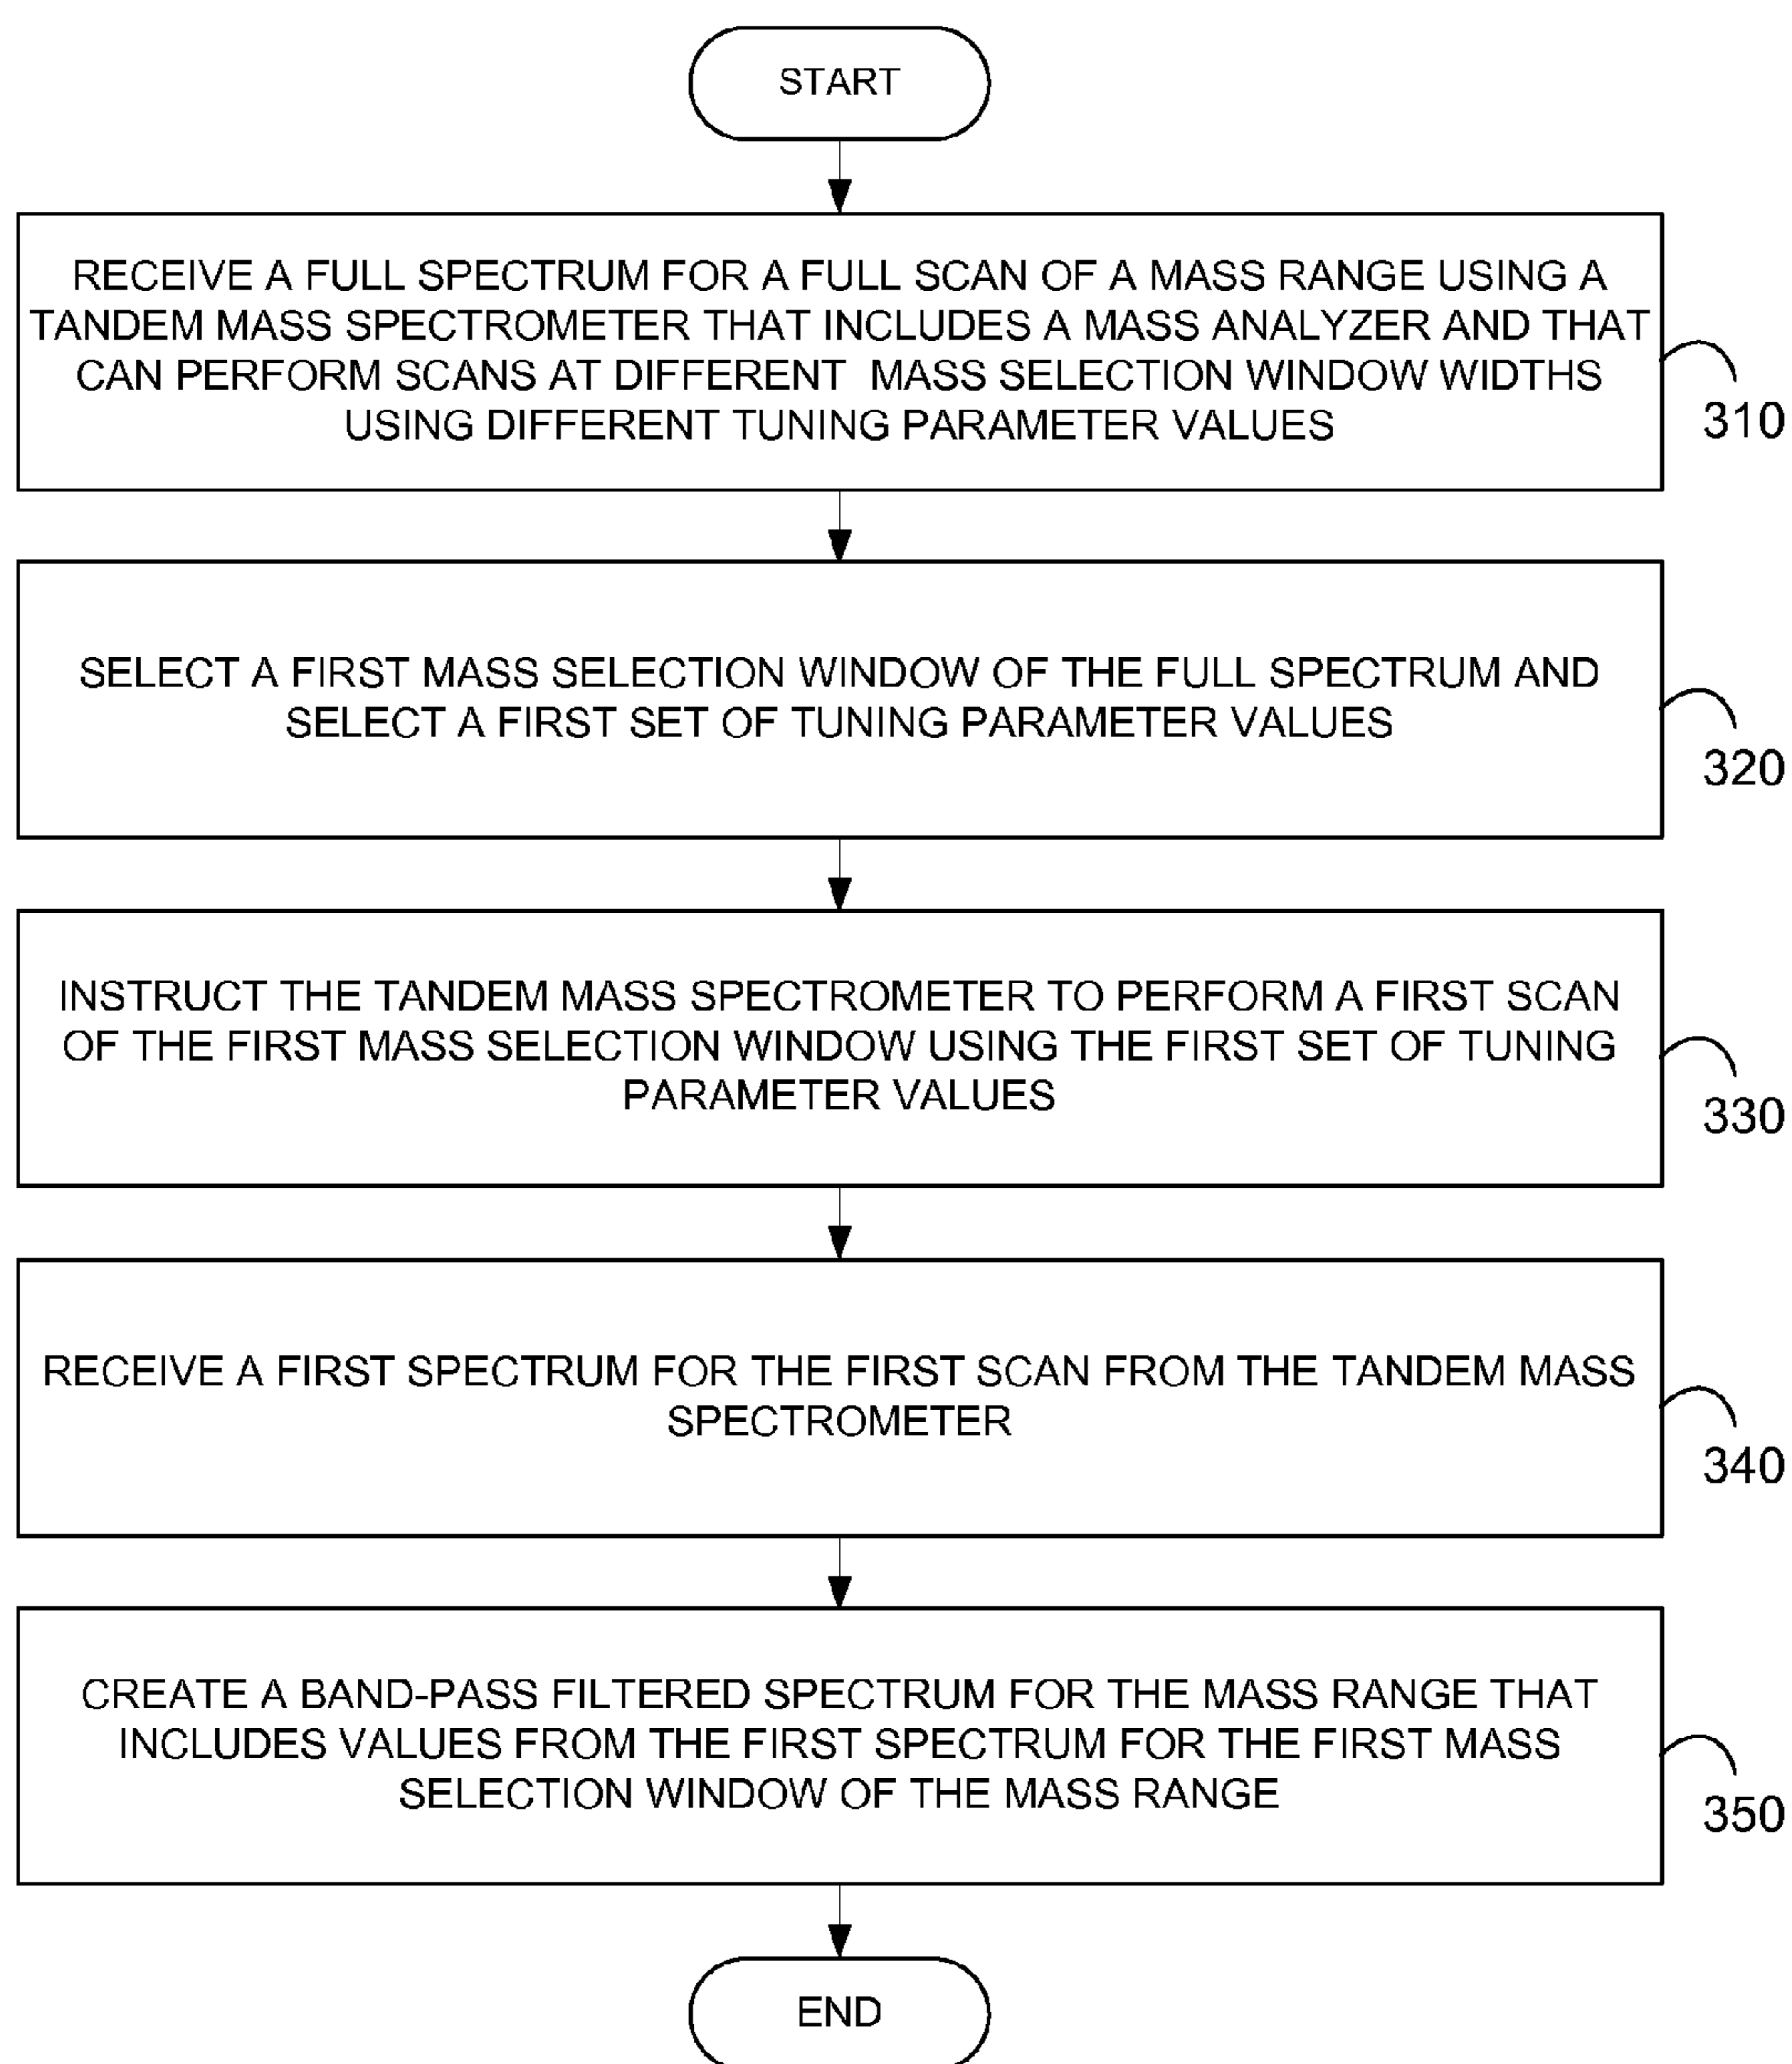 START
RECEIVE A FULL SPECTRUM FOR A FULL SCAN OF A MASS RANGE USING A
TANDEM MASS SPECTROMETER THAT INCLUDES A MASS ANALYZER AND THAT
CAN PERFORM SCANS AT DIFFERENT MASS SELECTION WINDOW WIDTHS
USING DIFFERENT TUNING PARAMETER VALUES
310
SELECT A FIRST MASS SELECTION WINDOW OF THE FULL SPECTRUM AND
SELECT A FIRST SET OF TUNING PARAMETER VALUES
320
INSTRUCT THE TANDEM MASS SPECTROMETER TO PERFORM A FIRST SCAN
OF THE FIRST MASS SELECTION WINDOW USING THE FIRST SET OF TUNING
PARAMETER VALUES
330
RECEIVE A FIRST SPECTRUM FOR THE FIRST SCAN FROM THE TANDEM MASS
SPECTROMETER
340
CREATE A BAND-PASS FILTERED SPECTRUM FOR THE MASS RANGE THAT
INCLUDES VALUES FROM THE FIRST SPECTRUM FOR THE FIRST MASS
SELECTION WINDOW OF THE MASS RANGE
350
END